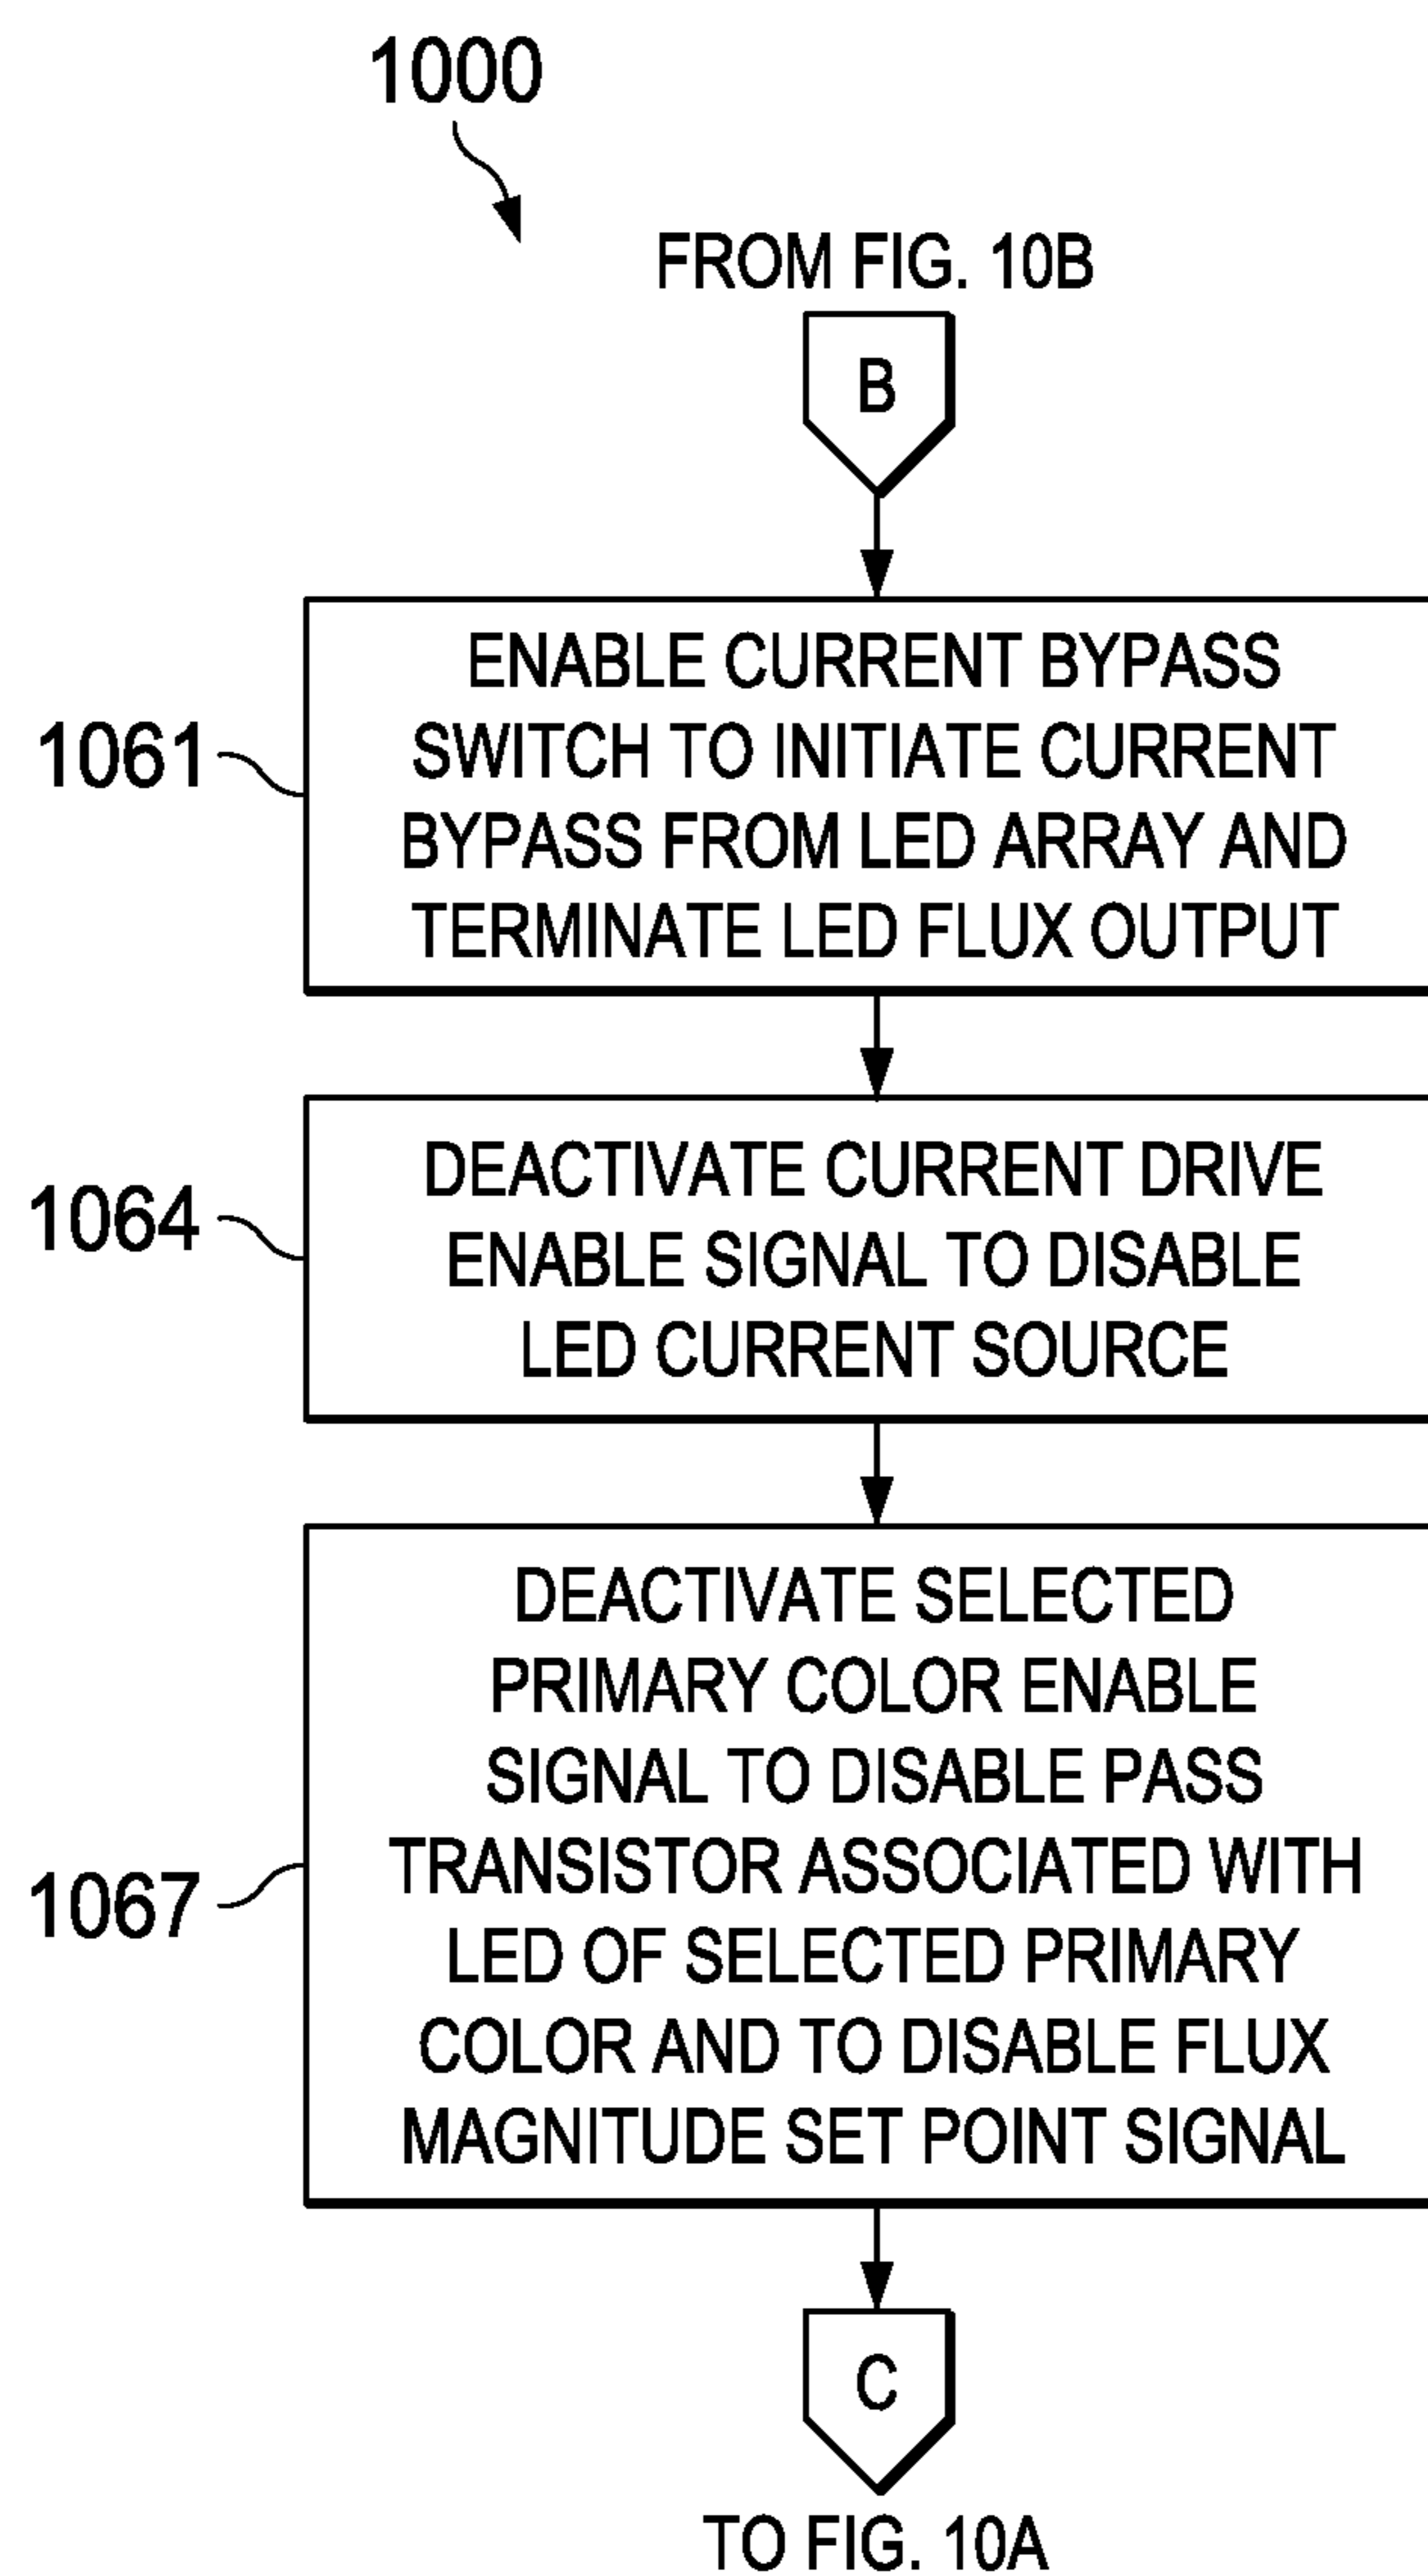 1000
FROM FIG. 10B
B
1061
ENABLE CURRENT BYPASS
SWITCH TO INITIATE CURRENT
BYPASS FROM LED ARRAY AND
TERMINATE LED FLUX OUTPUT
1064
DEACTIVATE CURRENT DRIVE
ENABLE SIGNAL TO DISABLE
LED CURRENT SOURCE
1067
DEACTIVATE SELECTED
PRIMARY COLOR ENABLE
SIGNAL TO DISABLE PASS
TRANSISTOR ASSOCIATED WITH
LED OF SELECTED PRIMARY
COLOR AND TO DISABLE FLUX
MAGNITUDE SET POINT SIGNAL
C
TO FIG. 10A